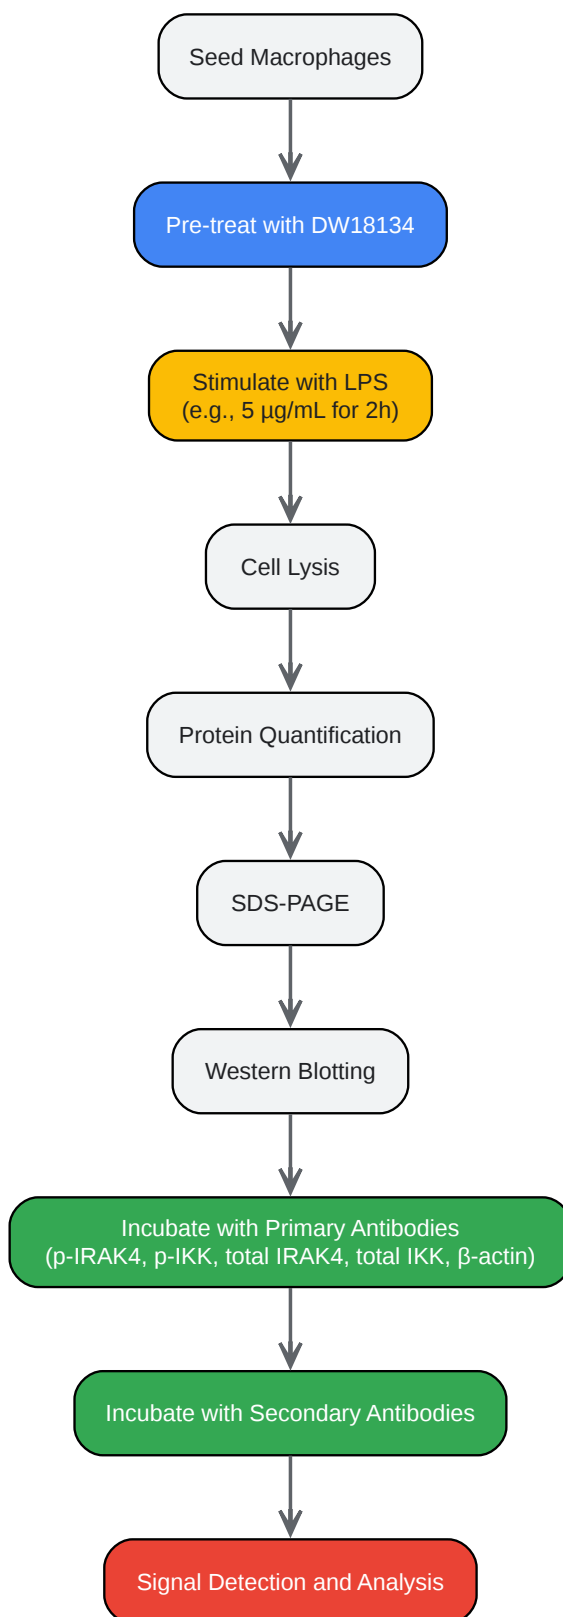 Seed Macrophages
Pre-treat with DW18134
Stimulate with LPS
(e.g., 5 µg/mL for 2h)
Cell Lysis
Protein Quantification
SDS-PAGE
Western Blotting
Incubate with Primary Antibodies
(p-IRAK4, p-IKK, total IRAK4, total IKK, β-actin)
Incubate with Secondary Antibodies
Signal Detection and Analysis